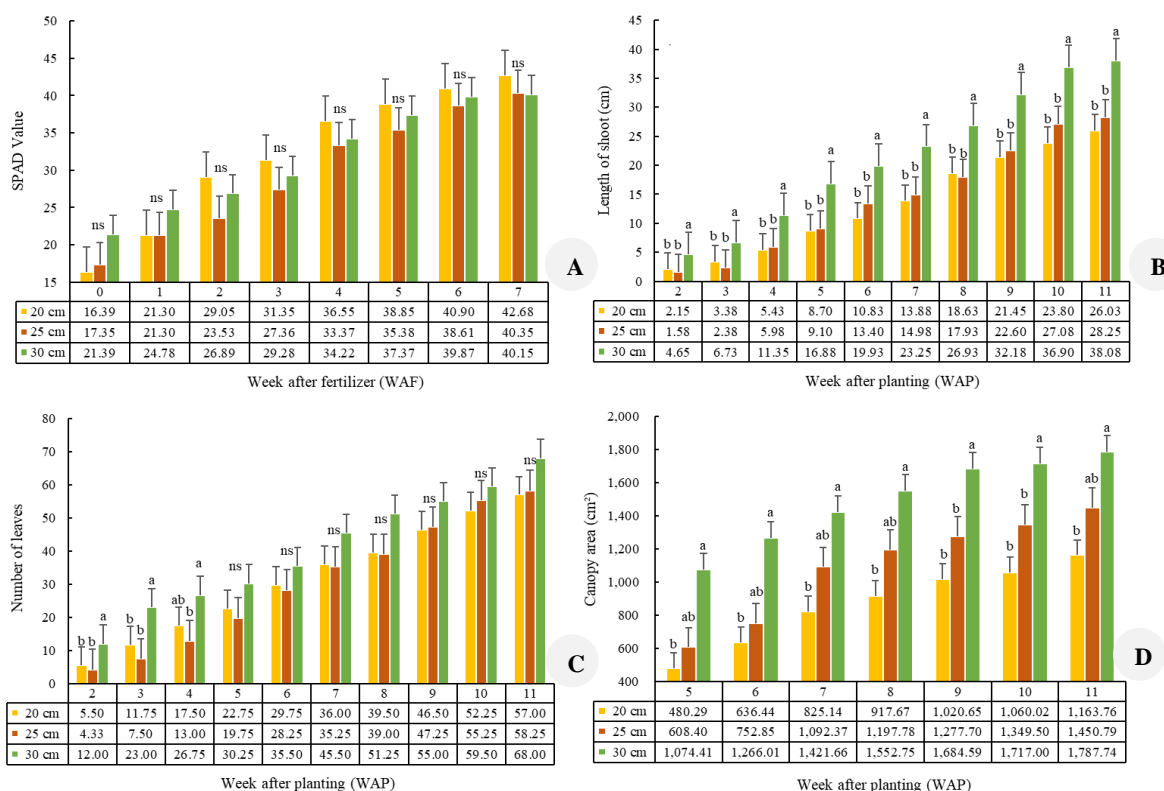 SPAD Value
50
45
40
35
30
25
20
15
ns ns ns ns ns ns ns ns
A
0 1 2 3 4 5 6 7
20 cm 16.39 21.30 29.05 31.35 36.55 38.85 40.90 42.68
25 cm 17.35 21.30 23.53 27.36 33.37 35.38 38.61 40.35
30 cm 21.39 24.78 26.89 29.28 34.22 37.37 39.87 40.15
Week after fertilizer (WAF)
Length of shoot (cm)
45
40
35
30
25
20
15
10
5
0
b b a b b a b b a b b a b b a b b a b b a b b a b b a b b a
B
2 3 4 5 6 7 8 9 10 11
20 cm 2.15 3.38 5.43 8.70 10.83 13.88 18.63 21.45 23.80 26.03
25 cm 1.58 2.38 5.98 9.10 13.40 14.98 17.93 22.60 27.08 28.25
30 cm 4.65 6.73 11.35 16.88 19.93 23.25 26.93 32.18 36.90 38.08
Week after planting (WAP)
Number of leaves
80
70
60
50
40
30
20
10
0
b b a b b a ab b a ns ns ns ns ns ns ns
C
2 3 4 5 6 7 8 9 10 11
20 cm 5.50 11.75 17.50 22.75 29.75 36.00 39.50 46.50 52.25 57.00
25 cm 4.33 7.50 13.00 19.75 28.25 35.25 39.00 47.25 55.25 58.25
30 cm 12.00 23.00 26.75 30.25 35.50 45.50 51.25 55.00 59.50 68.00
Week after planting (WAP)
Canopy area (cm²)
2,000
1,800
1,600
1,400
1,200
1,000
800
600
400
b ab a b b a b ab a b ab a b b a b b a b ab a
D
5 6 7 8 9 10 11
20 cm 480.29 636.44 825.14 917.67 1,020.65 1,060.02 1,163.76
25 cm 608.40 752.85 1,092.37 1,197.78 1,277.70 1,349.50 1,450.79
30 cm 1,074.41 1,266.01 1,421.66 1,552.75 1,684.59 1,717.00 1,787.74
Week after planting (WAP)